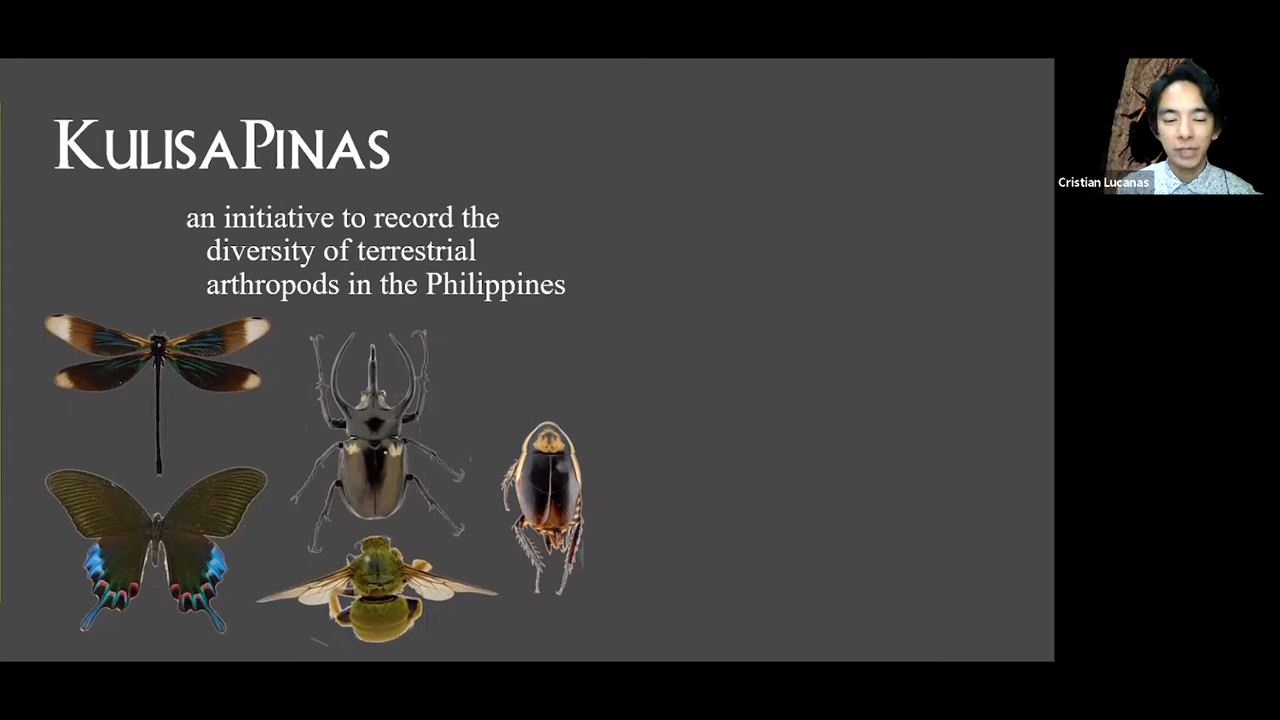 KULISAPINAS
an initiative to record the
diversity of terrestrial
arthropods in the Philippines
Cristian Lucanas